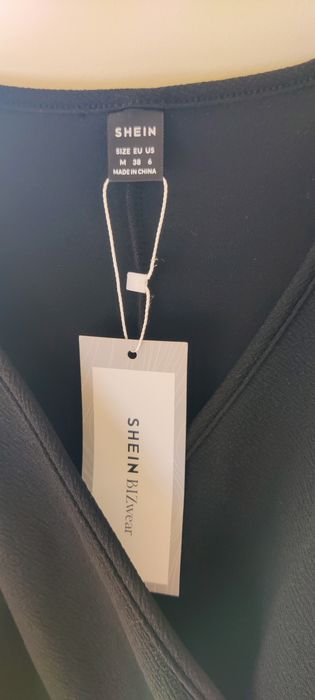 SHEIN
SIZE EU US
M 38 6
MADE IN CHINA
SHEIN BIZwear